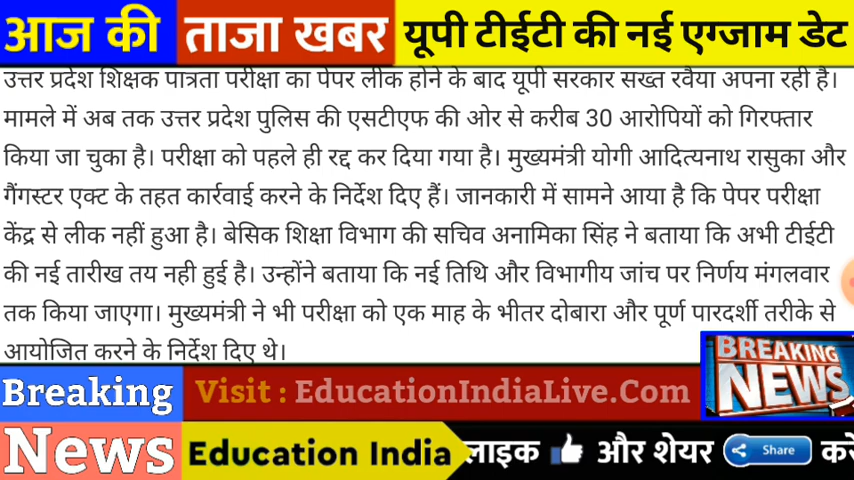 आज की ताजा खबर यूपी टीईटी की नई एग्जाम डेट
उत्तर प्रदेश शिक्षक पात्रता परीक्षा का पेपर लीक होने के बाद यूपी सरकार सख्त रवैया अपना रही है।
मामले में अब तक उत्तर प्रदेश पुलिस की एसटीएफ की ओर से करीब 30 आरोपियों को गिरफ्तार
किया जा चुका है। परीक्षा को पहले ही रद्द कर दिया गया है। मुख्यमंत्री योगी आदित्यनाथ रासुका और
गैंगस्टर एक्ट के तहत कार्रवाई करने के निर्देश दिए हैं। जानकारी में सामने आया है कि पेपर परीक्षा
केंद्र से लीक नहीं हुआ है। बेसिक शिक्षा विभाग की सचिव अनामिका सिंह ने बताया कि अभी टीईटी
की नई तारीख तय नही हुई है। उन्होंने बताया कि नई तिथि और विभागीय जांच पर निर्णय मंगलवार
तक किया जाएगा। मुख्यमंत्री ने भी परीक्षा को एक माह के भीतर दोबारा और पूर्ण पारदर्शी तरीके से
आयोजित करने के निर्देश दिए थे।
BREAKING
NEWS
Breaking Visit : EducationIndiaLive.Com
News Education India लाइक और शेयर Share करे